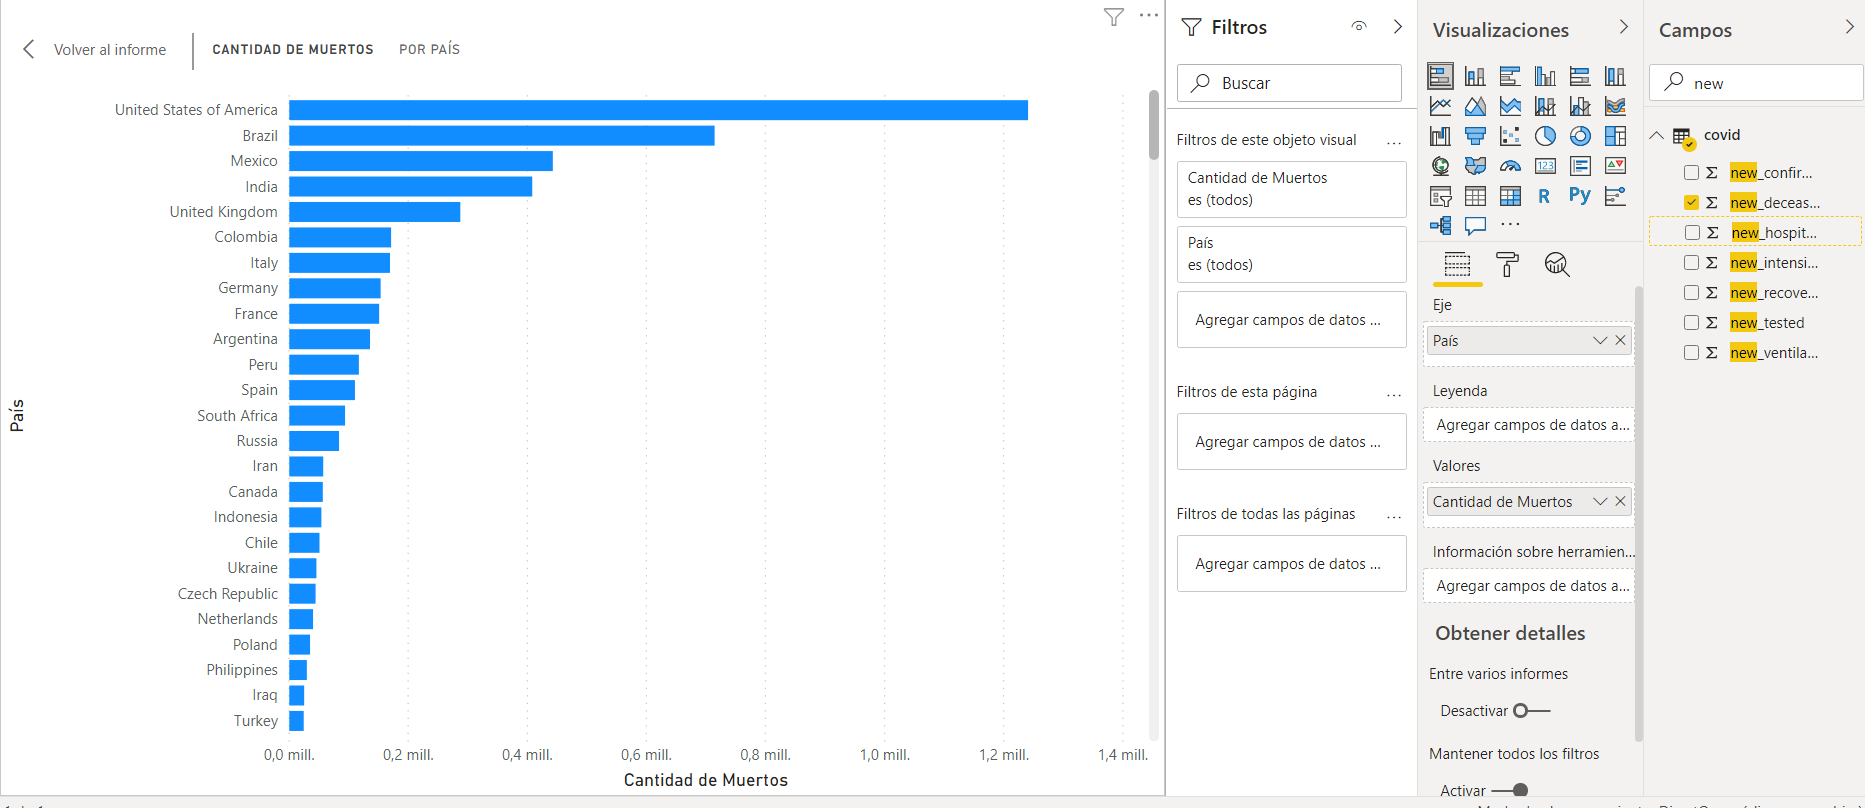 Volver al informe
CANTIDAD DE MUERTOS
POR PAÍS
País
United States of America
Brazil
Mexico
India
United Kingdom
Colombia
Italy
Germany
France
Argentina
Peru
Spain
South Africa
Russia
Iran
Canada
Indonesia
Chile
Ukraine
Czech Republic
Netherlands
Poland
Philippines
Iraq
Turkey
0,0 mill. 0,2 mill. 0,4 mill. 0,6 mill. 0,8 mill. 1,0 mill. 1,2 mill. 1,4 mill.
Cantidad de Muertos
Filtros
Buscar
Filtros de este objeto visual ...
Cantidad de Muertos
es (todos)
País
es (todos)
Agregar campos de datos ...
Filtros de esta página ...
Agregar campos de datos ...
Filtros de todas las páginas ...
Agregar campos de datos ...
Visualizaciones
123
R
Py
...
Eje
País
Leyenda
Agregar campos de datos a...
Valores
Cantidad de Muertos
Información sobre herramien...
Agregar campos de datos a...
Obtener detalles
Entre varios informes
Desactivar
Mantener todos los filtros
Activar
Campos
new
covid
new_confir...
new_deceas...
new_hospit...
new_intensi...
new_recove...
new_tested
new_ventila...